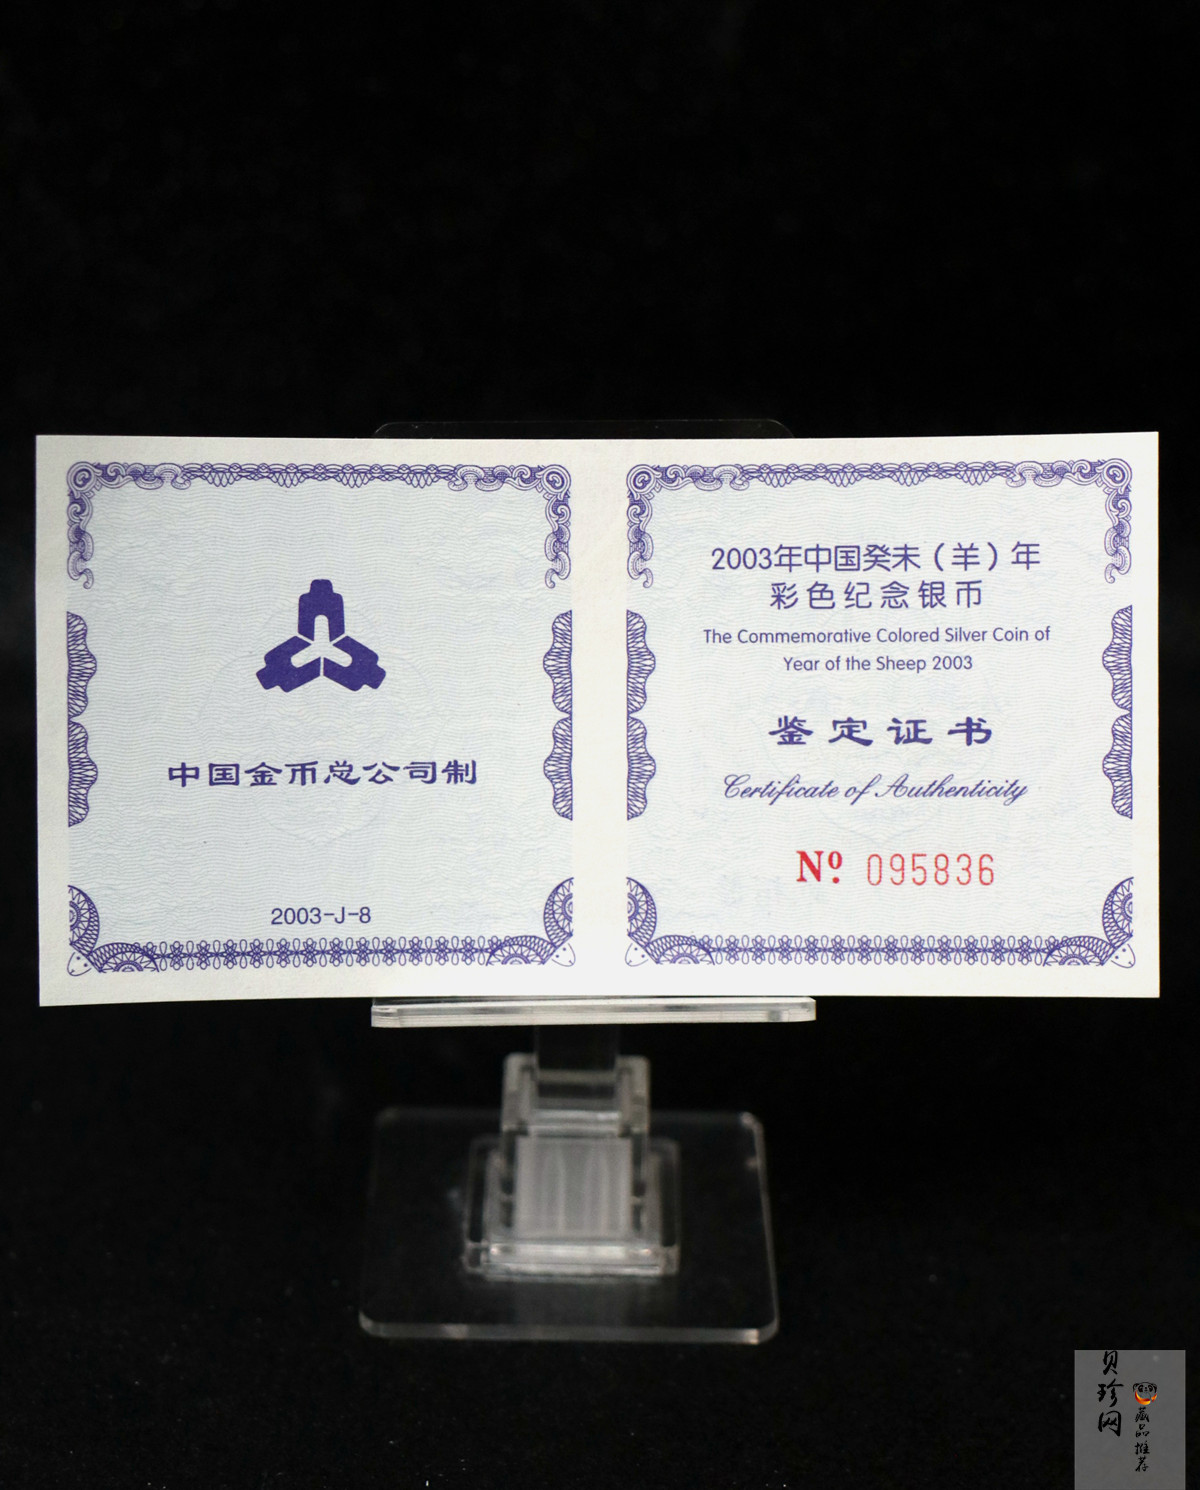 中国金币总公司制
2003-J-8
2003年中国癸未（羊）年
彩色纪念银币
The Commemorative Colored Silver Coin of
Year of the Sheep 2003
鉴定证书
Certificate of Authenticity
Nº. 095836
贝珍网
藏品推荐